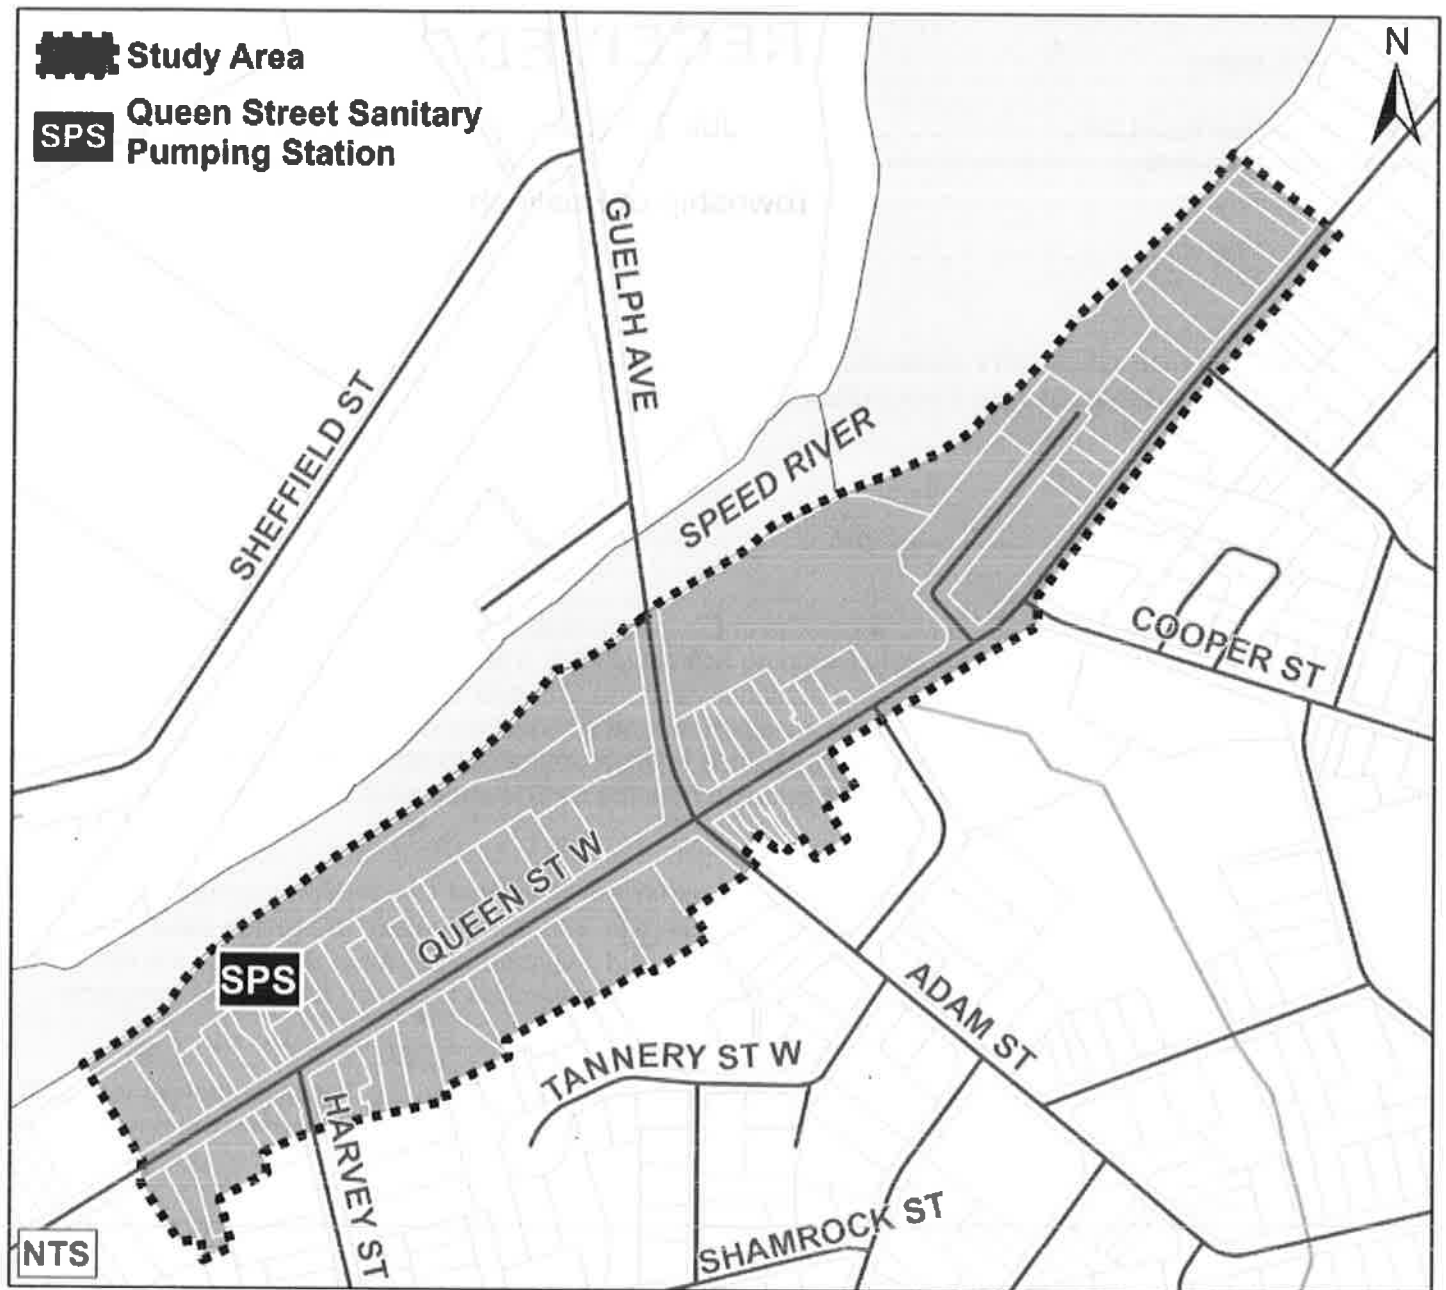 Study Area
SPS
Queen Street Sanitary
Pumping Station
N
GUELPH AVE
SHEFFIELD ST
SPEED RIVER
COOPER ST
QUEEN ST W
SPS
ADAM ST
TANNERY ST W
HARVEY ST
SHAMROCK ST
NTS